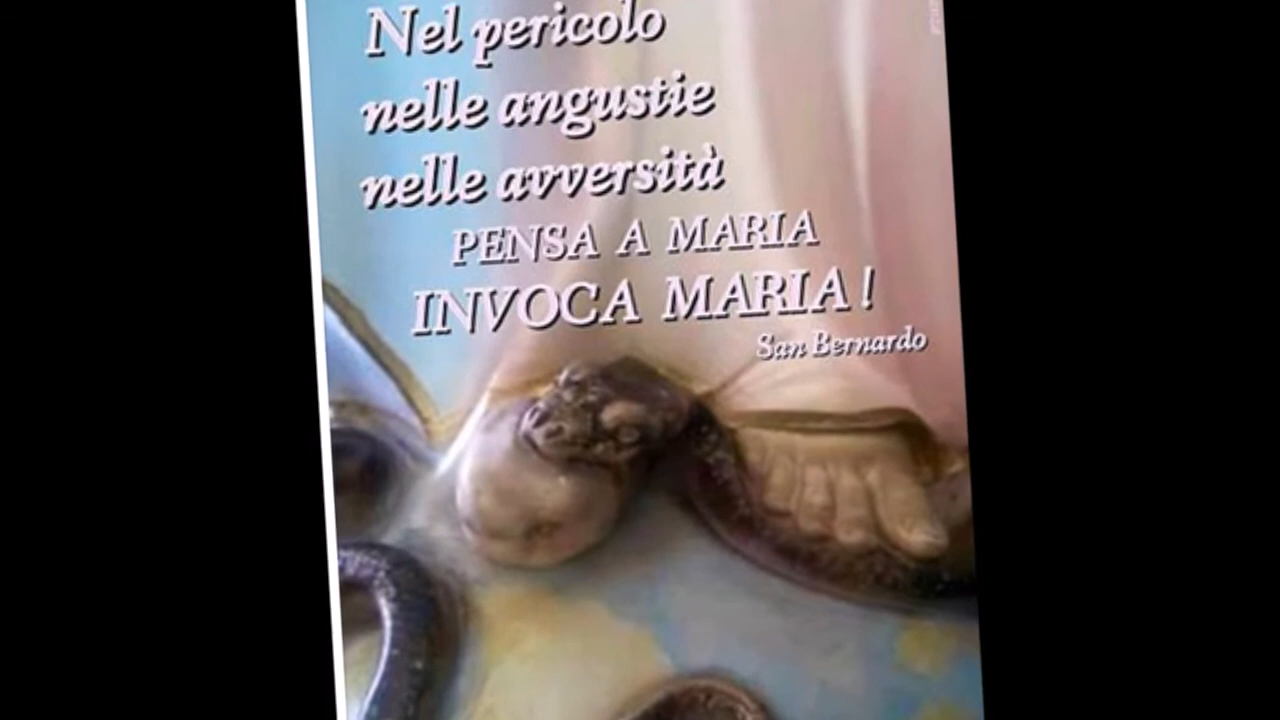 Nel pericolo
nelle angustie
nelle avversità
PENSA A MARIA
INVOCA MARIA!
San Bernardo